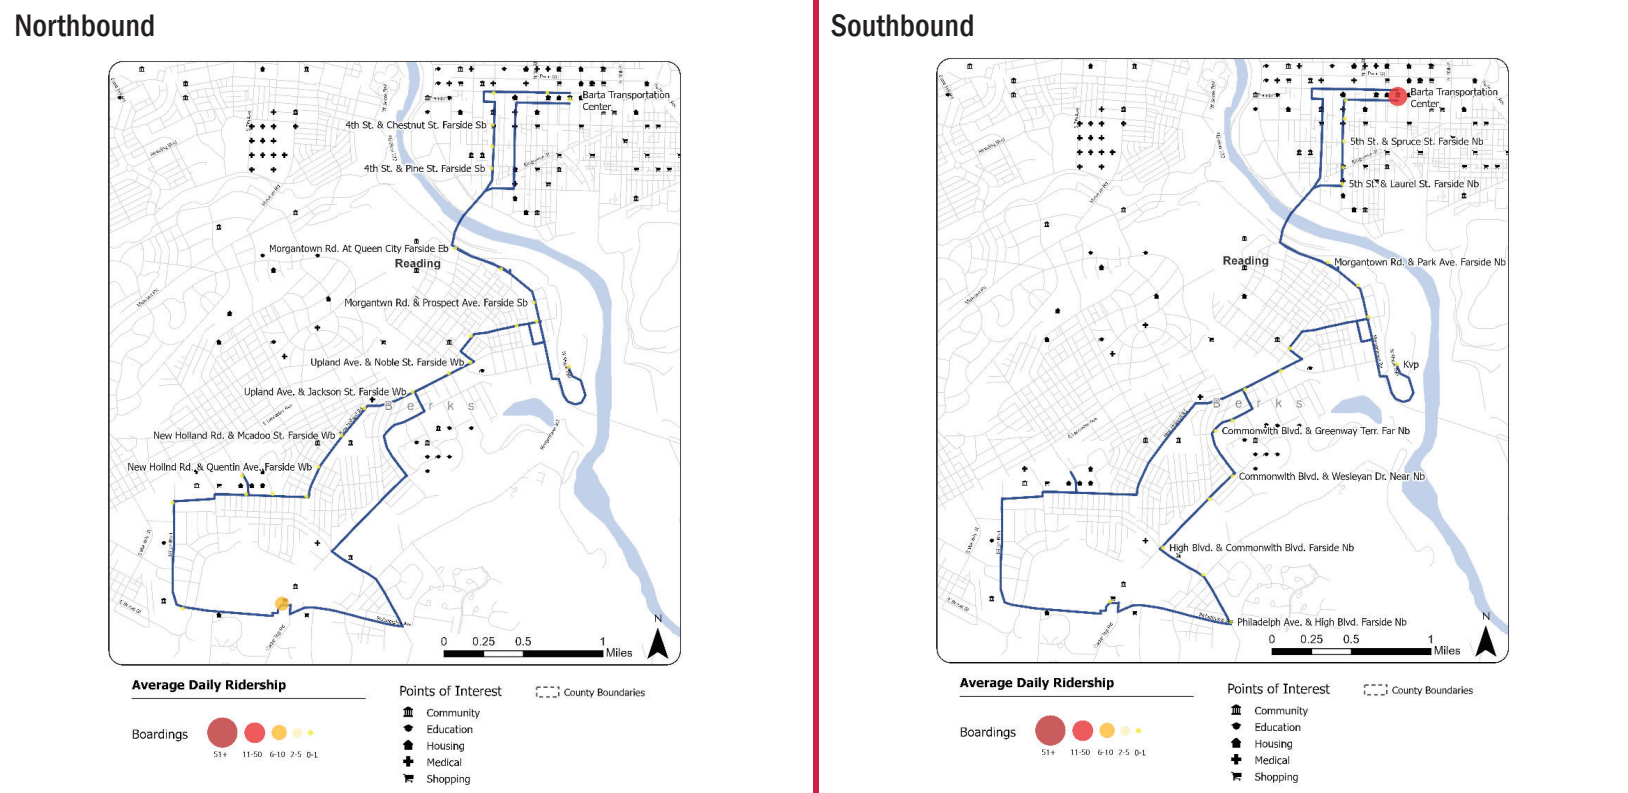 Northbound
Barta Transportation
Center
4th St. & Chestnut St. Farside Sb
4th St. & Pine St. Farside Sb
Morgantown Rd. At Queen City Farside Eb
Reading
Morgantwn Rd. & Prospect Ave. Farside Sb
Upland Ave. & Noble St. Farside Wb
Upland Ave. & Jackson St. Farside Wb
Berks
New Holland Rd. & Mcadoo St. Farside Wb
New Hollnd Rd. & Quentin Ave. Farside Wb
N
0 0.25 0.5 1
Miles
Average Daily Ridership
Boardings
51+ 11-50 6-10 2-5 0-1
Points of Interest
Community
Education
Housing
Medical
Shopping
County Boundaries
Southbound
Barta Transportation
Center
5th St. & Spruce St. Farside Nb
5th St. & Laurel St. Farside Nb
Reading
Morgantown Rd. & Park Ave. Farside Nb
Kvp
Berks
Commonwlth Blvd. & Greenway Terr. Far Nb
Commonwlth Blvd. & Wesleyan Dr. Near Nb
High Blvd. & Commonwlth Blvd. Farside Nb
Philadelph Ave. & High Blvd. Farside Nb
N
0 0.25 0.5 1
Miles
Average Daily Ridership
Boardings
51+ 11-50 6-10 2-5 0-1
Points of Interest
Community
Education
Housing
Medical
Shopping
County Boundaries